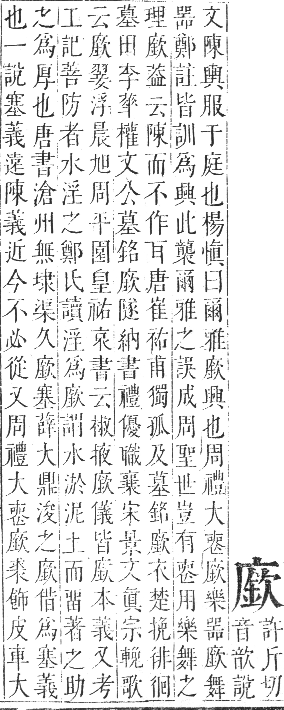 廞許斤切
音歆說
文陳輿服于庭也楊愼曰爾雅廞興也周禮大喪廞樂器廞舞
器鄭註皆訓為興此襲爾雅之誤成周聖世豈有喪用樂舞之
理廞葢云陳而不作耳唐崔祐甫獨孤及墓銘廞衣楚挽徘徊
墓田李華權文公墓銘廞隧納書禮優職襄宋景文眞宗輓歌
云廞翣浮晨旭周平園皇祐哀書云椒掖廞儀皆廞本義又考
工記善防者水淫之鄭氏讀淫為廞謂水淤泥土而畱著之助
之為厚也唐書滄州無埭渠久廞塞薛大鼎浚之廞借為塞義
也一說塞義遠陳義近今不必從又周禮大喪廞裘飾皮車大